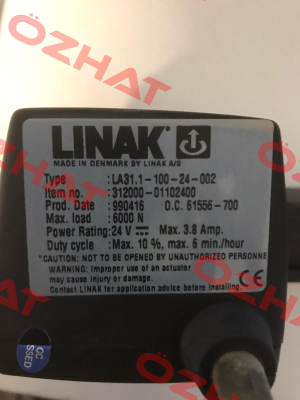 ÖZHAT
LINAK
MADE IN DENMARK BY LINAK A/S
Type :LA31.1-100-24-002
Item no. :312000-01102400
Prod. Date :990416 O.C. 61556-700
Max. load :6000 N
Power Rating:24 V Max. 3.8 Amp.
Duty cycle :Max. 10 %, max. 6 min./hour
*CAUTION: NOT TO BE OPENED BY UNAUTHORIZED PERSONNE
WARNING: Improper use of an actuator
may cause injury or damage.
Contact LINAK for application advice before installing.
CE
QC
SSED